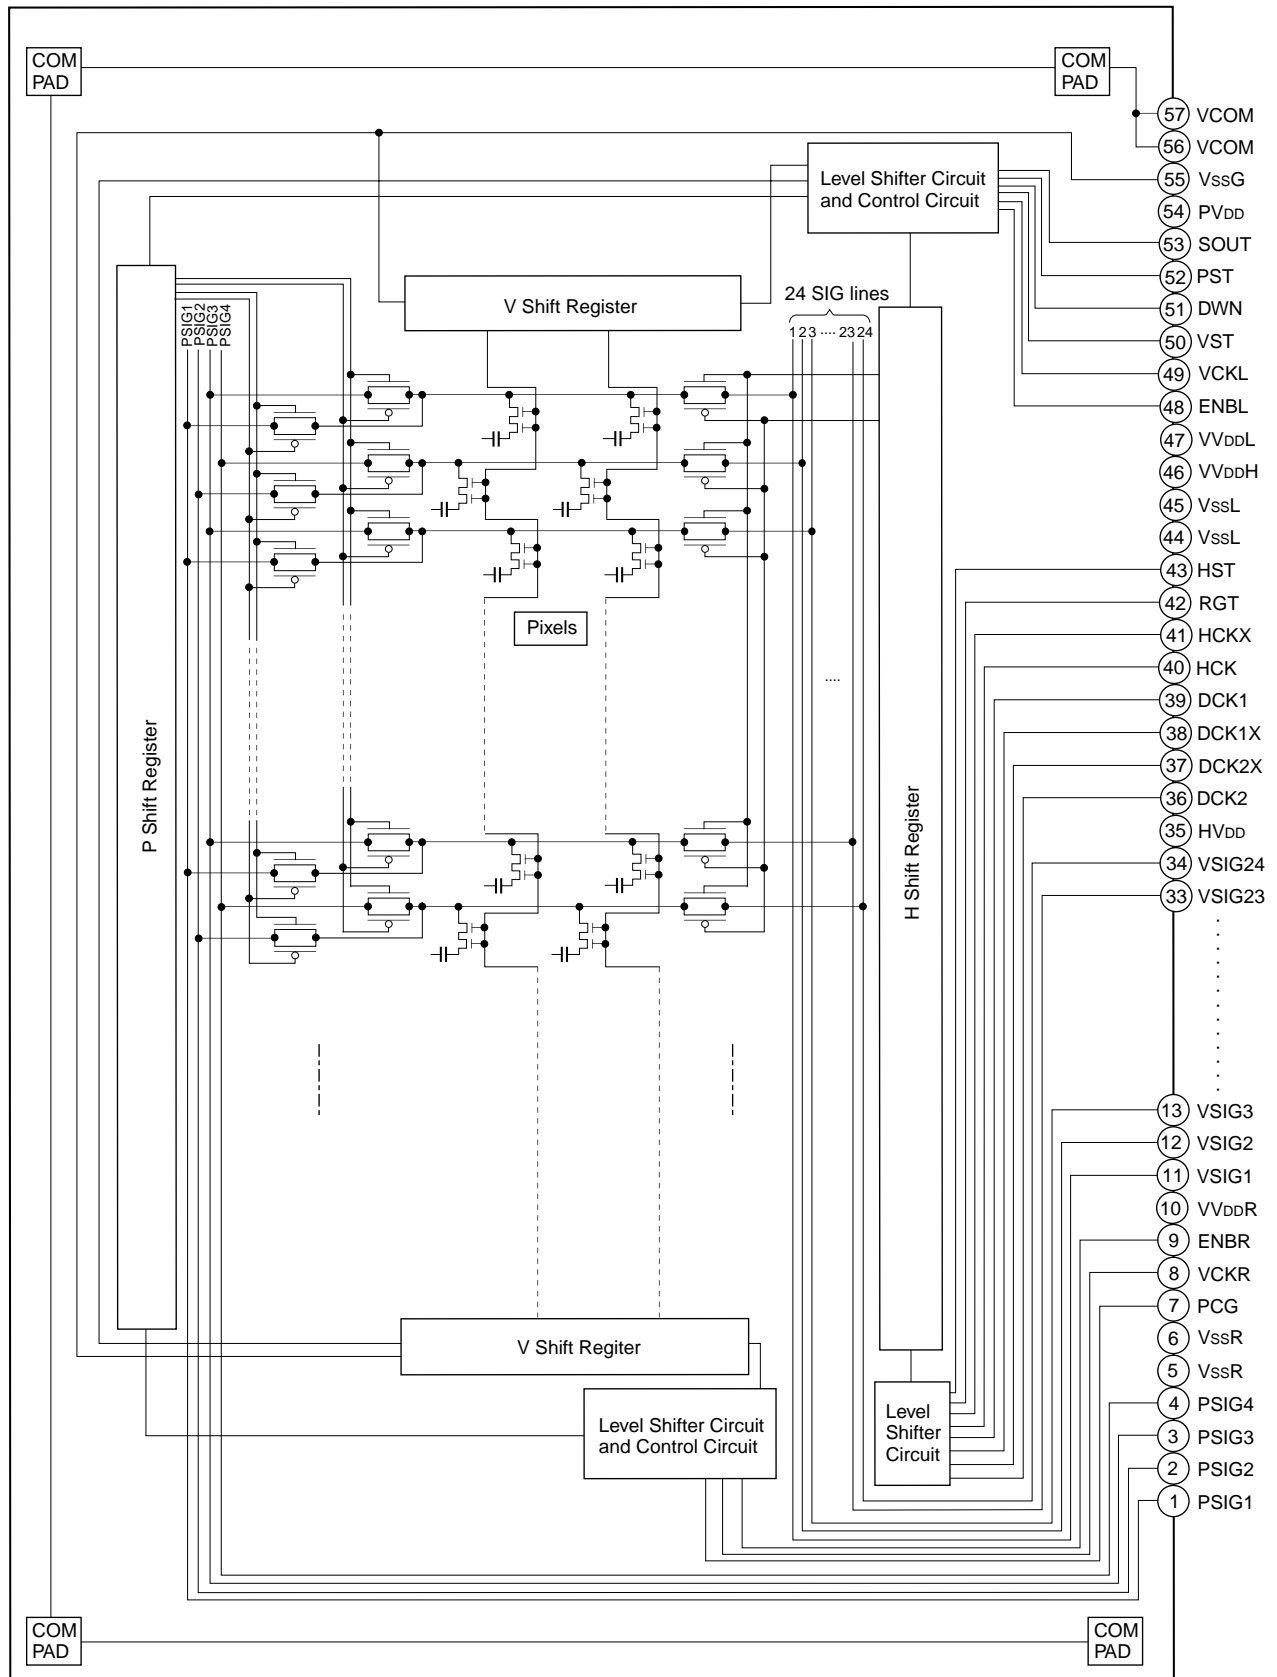 COM
PAD
COM
PAD
57 VCOM
56 VCOM
55 VssG
54 PVDD
53 SOUT
52 PST
51 DWN
50 VST
49 VCKL
48 ENBL
47 VVDDL
46 VVDDH
45 VssL
44 VssL
43 HST
42 RGT
41 HCKX
40 HCK
39 DCK1
38 DCK1X
37 DCK2X
36 DCK2
35 HVDD
34 VSIG24
33 VSIG23
13 VSIG3
12 VSIG2
11 VSIG1
10 VVDDR
9 ENBR
8 VCKR
7 PCG
6 VssR
5 VssR
4 PSIG4
3 PSIG3
2 PSIG2
1 PSIG1
Level Shifter Circuit
and Control Circuit
V Shift Register
24 SIG lines
1 2 3 .... 23 24
PSIG1
PSIG2
PSIG3
PSIG4
P Shift Register
Pixels
....
H Shift Register
V Shift Regiter
Level Shifter Circuit
and Control Circuit
Level
Shifter
Circuit
COM
PAD
COM
PAD